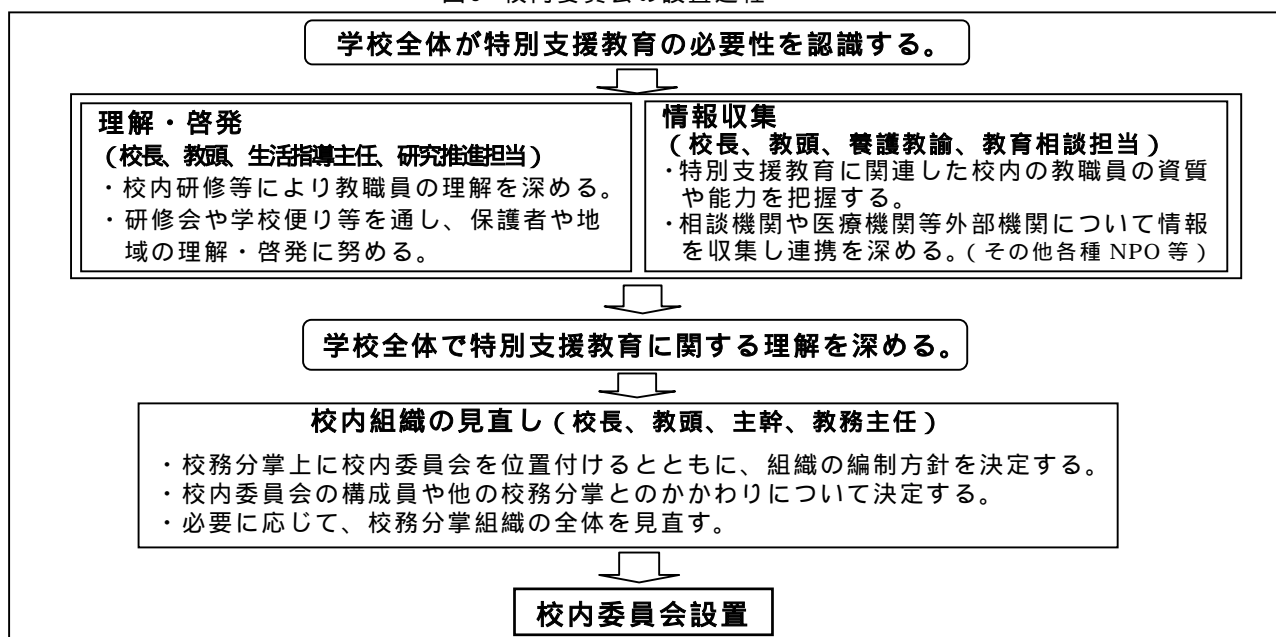 学校全体が特別支援教育の必要性を認識する。
理解・啓発
(校長、教頭、生活指導主任、研究推進担当)
・校内研修等により教職員の理解を深める。
・研修会や学校便り等を通し、保護者や地
域の理解・啓発に努める。
情報収集
(校長、教頭、養護教諭、教育相談担当)
・特別支援教育に関連した校内の教職員の資質
や能力を把握する。
・相談機関や医療機関等外部機関について情報
を収集し連携を深める。(その他各種 NPO 等)
学校全体で特別支援教育に関する理解を深める。
校内組織の見直し(校長、教頭、主幹、教務主任)
・校務分掌上に校内委員会を位置付けるとともに、組織の編制方針を決定する。
・校内委員会の構成員や他の校務分掌とのかかわりについて決定する。
・必要に応じて、校務分掌組織の全体を見直す。
校内委員会設置